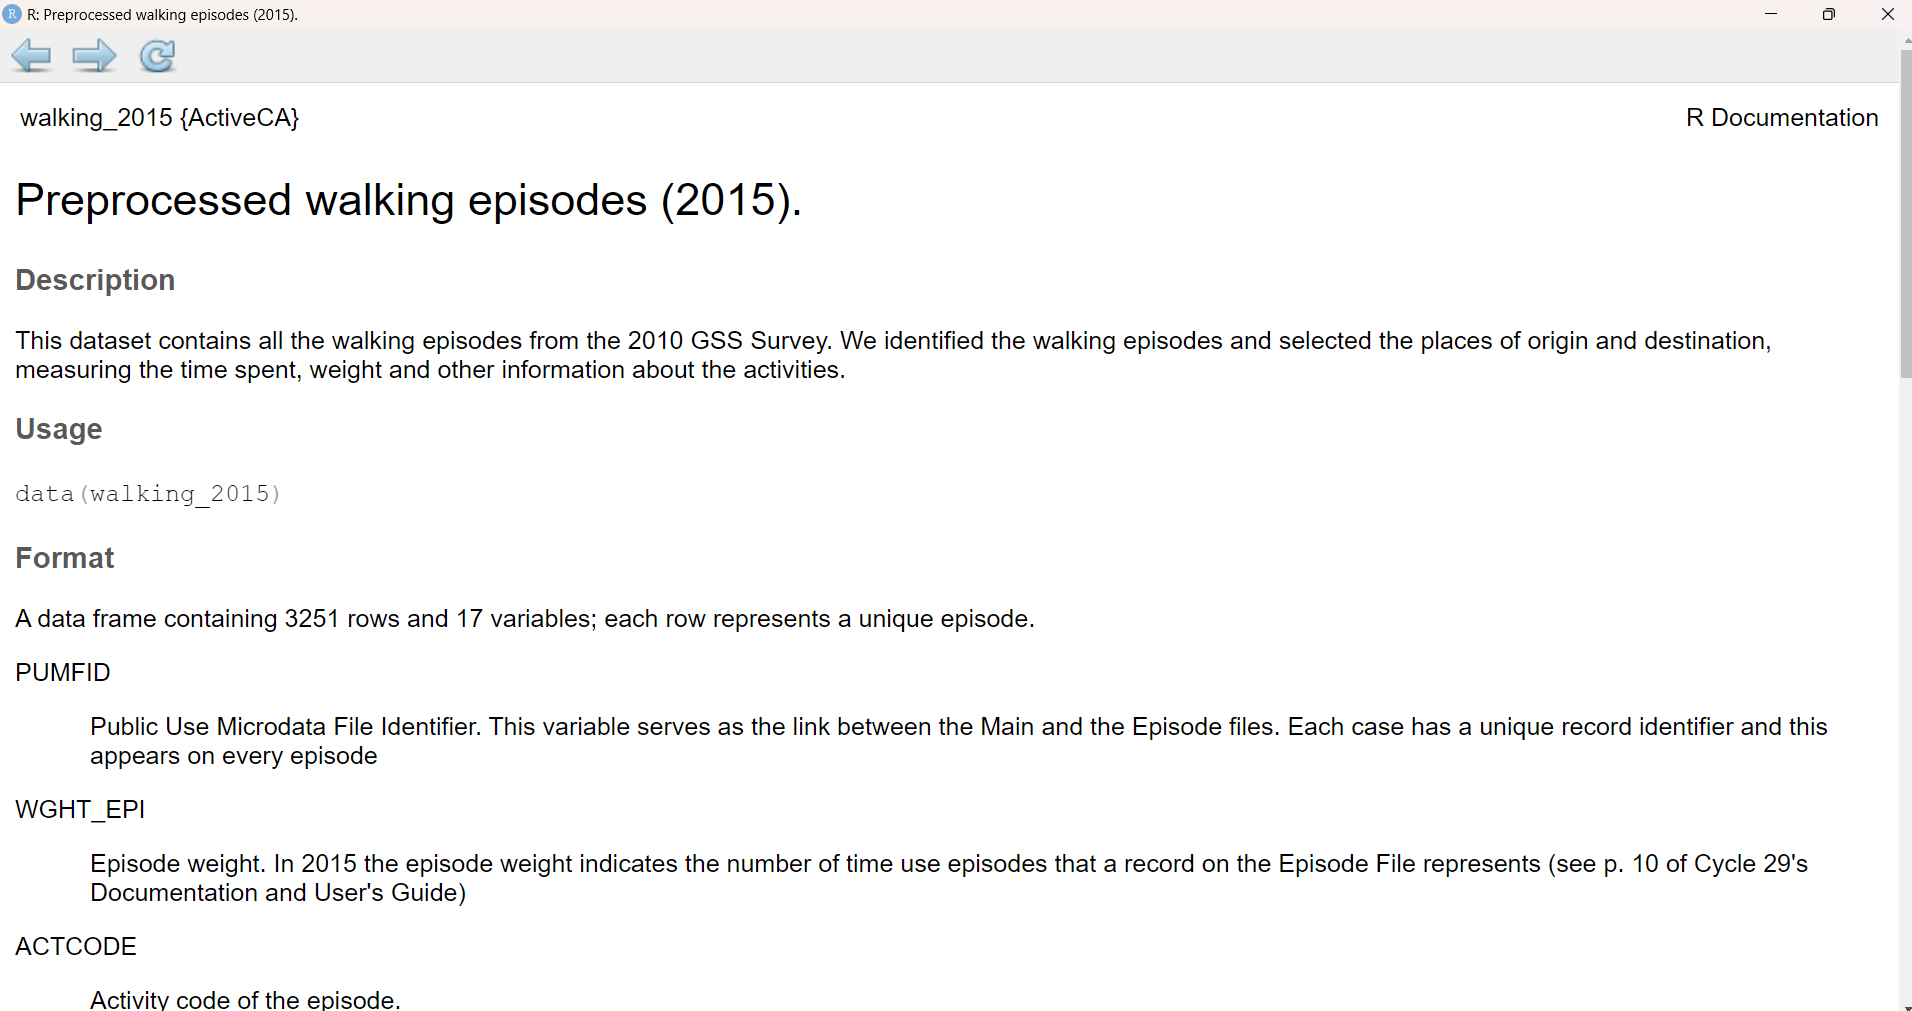 R: Preprocessed walking episodes (2015).
walking_2015 {ActiveCA}
R Documentation
Preprocessed walking episodes (2015).
Description
This dataset contains all the walking episodes from the 2010 GSS Survey. We identified the walking episodes and selected the places of origin and destination,
measuring the time spent, weight and other information about the activities.
Usage
data(walking_2015)
Format
A data frame containing 3251 rows and 17 variables; each row represents a unique episode.
PUMFID
Public Use Microdata File Identifier. This variable serves as the link between the Main and the Episode files. Each case has a unique record identifier and this
appears on every episode
WGHT_EPI
Episode weight. In 2015 the episode weight indicates the number of time use episodes that a record on the Episode File represents (see p. 10 of Cycle 29's
Documentation and User's Guide)
ACTCODE
Activity code of the episode.